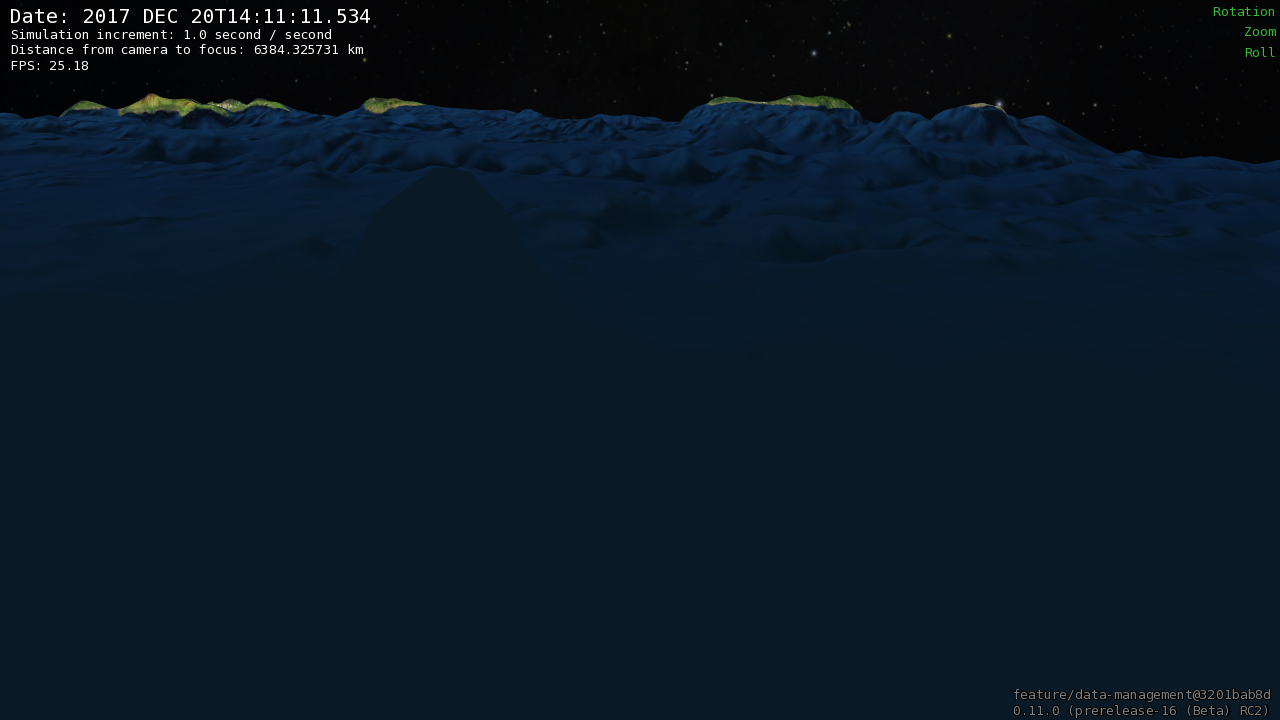 Date: 2017 DEC 20T14:11:11.534
Simulation increment: 1.0 second / second
Distance from camera to focus: 6384.325731 km
FPS: 25.18
Rotation
Zoom
Roll
feature/data-management@3201bab8d
0.11.0 (prerelease-16 (Beta) RC2)